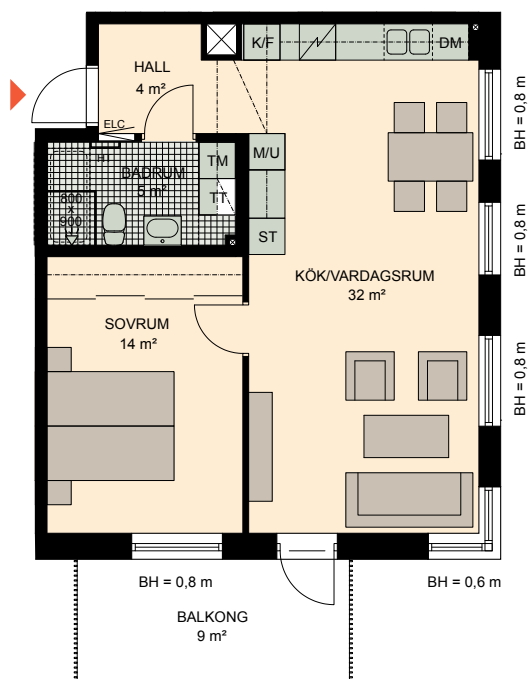 K/F
DM
HALL
4 m²
ELC
HT
BADRUM
5 m²
TM
TT
M/U
ST
800
x
900
BH = 0,8 m
BH = 0,8 m
BH = 0,8 m
KÖK/VARDAGSRUM
32 m²
SOVRUM
14 m²
BH = 0,8 m
BH = 0,6 m
BALKONG
9 m²